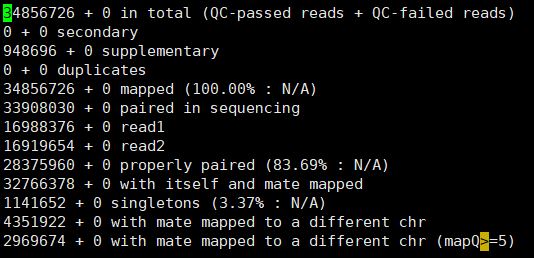 34856726 + 0 in total (QC-passed reads + QC-failed reads)
0 + 0 secondary
948696 + 0 supplementary
0 + 0 duplicates
34856726 + 0 mapped (100.00% : N/A)
33908030 + 0 paired in sequencing
16988376 + 0 read1
16919654 + 0 read2
28375960 + 0 properly paired (83.69% : N/A)
32766378 + 0 with itself and mate mapped
1141652 + 0 singletons (3.37% : N/A)
4351922 + 0 with mate mapped to a different chr
2969674 + 0 with mate mapped to a different chr (mapQ>=5)